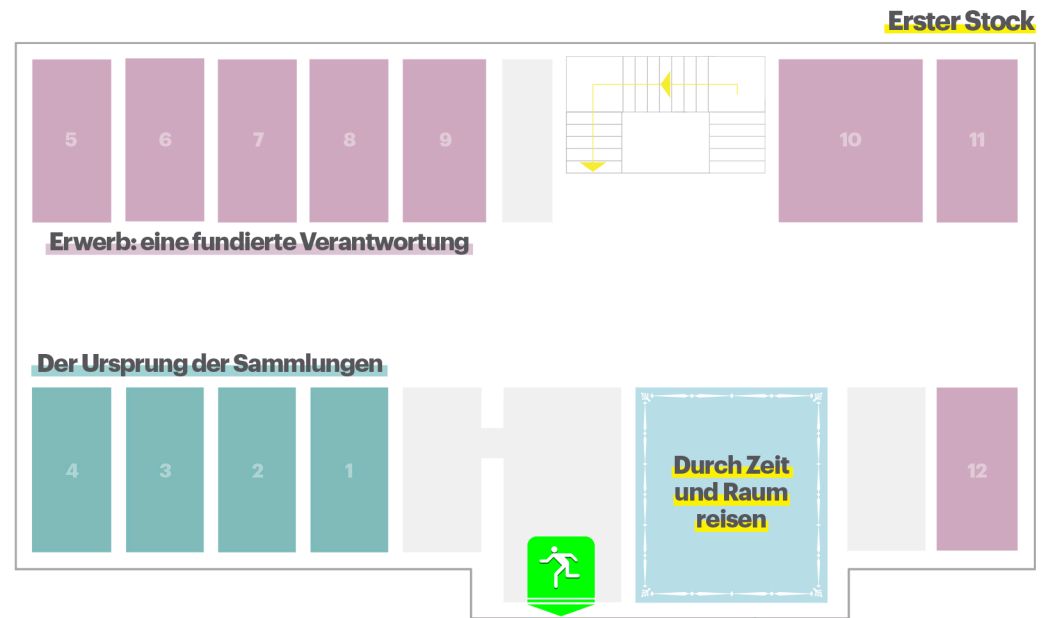 Erster Stock
5
6
7
8
9
10
11
Erwerb: eine fundierte Verantwortung
Der Ursprung der Sammlungen
4
3
2
1
Durch Zeit
und Raum
reisen
12